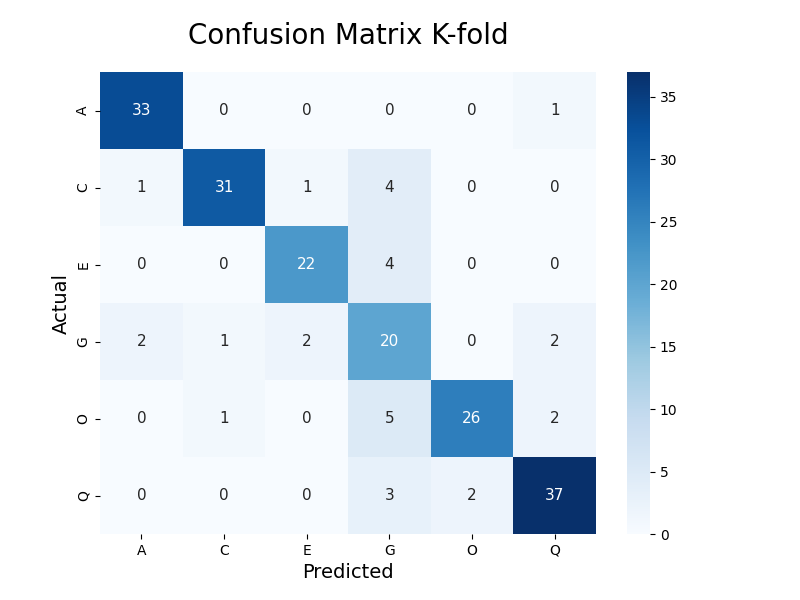 Confusion Matrix K-fold
A 33 0 0 0 0 1
C 1 31 1 4 0 0
E 0 0 22 4 0 0
G 2 1 2 20 0 2
O 0 1 0 5 26 2
Q 0 0 0 3 2 37
A C E G O Q
Predicted
Actual
35
30
25
20
15
10
5
0